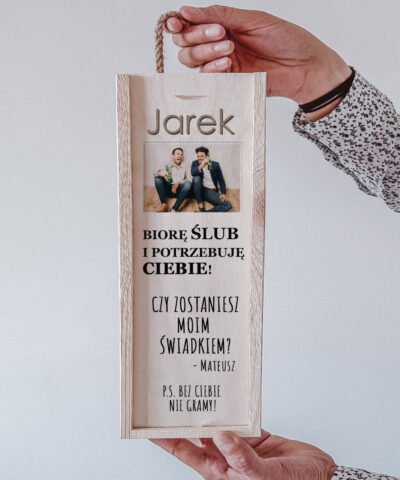 Jarek
BIORĘ ŚLUB
I POTRZEBUJĘ
CIEBIE!
CZY ZOSTANIESZ
MOIM
ŚWIADKIEM?
- MATEUSZ
P.S. BEZ CIEBIE
NIE GRAMY!